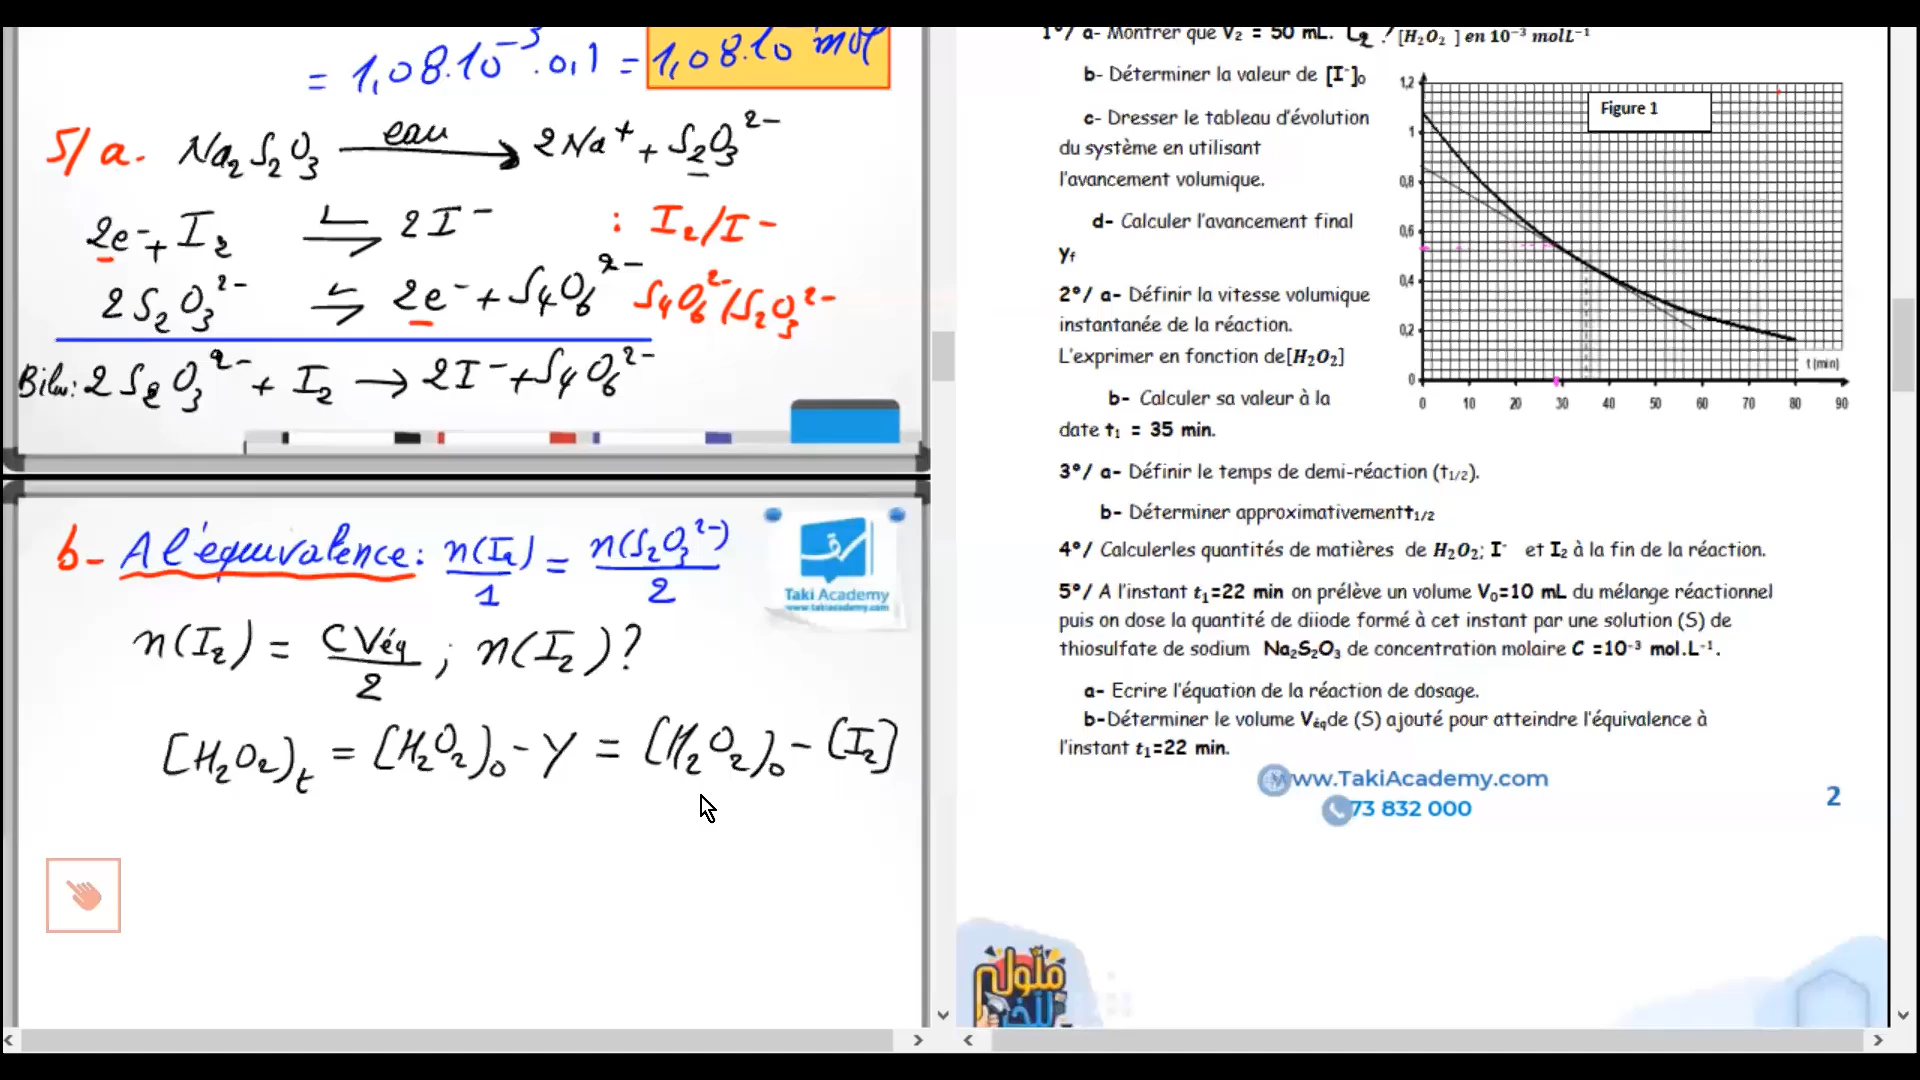 = 1,08.10⁻³.0,1 = 1,08.10 mol
5/ a. Na₂S₂O₃ eau → 2Na⁺ + S₂O₃²⁻
2e⁻ + I₂ ⇌ 2I⁻ : I₂/I⁻
2S₂O₃²⁻ ⇌ 2e⁻ + S₄O₆²⁻ S₄O₆²⁻/S₂O₃²⁻
Bilan: 2S₂O₃²⁻ + I₂ → 2I⁻ + S₄O₆²⁻
b- A l'équivalence: n(I₂)/1 = n(S₂O₃²⁻)/2
Taki Academy
www.takiacademy.com
n(I₂) = CVéq/2 ; n(I₂)?
[H₂O₂]t = [H₂O₂]₀ - y = [H₂O₂]₀ - [I₂]
1°/ a- Montrer que V₂ = 50 mL.
[H₂O₂] en 10⁻³ molL⁻¹
b- Déterminer la valeur de [I⁻]₀
c- Dresser le tableau d'évolution
du système en utilisant
l'avancement volumique.
d- Calculer l'avancement final
yf
2°/ a- Définir la vitesse volumique
instantanée de la réaction.
L'exprimer en fonction de[H₂O₂]
b- Calculer sa valeur à la
date t₁ = 35 min.
Figure 1
1,2
1
0,8
0,6
0,4
0,2
0
t(min)
0 10 20 30 40 50 60 70 80 90
3°/ a- Définir le temps de demi-réaction (t₁/₂).
b- Déterminer approximativementt₁/₂
4°/ Calculerles quantités de matières de H₂O₂; I⁻ et I₂ à la fin de la réaction.
5°/ A l'instant t₁=22 min on prélève un volume V₀=10 mL du mélange réactionnel
puis on dose la quantité de diiode formé à cet instant par une solution (S) de
thiosulfate de sodium Na₂S₂O₃ de concentration molaire C =10⁻³ mol.L⁻¹.
a- Ecrire l'équation de la réaction de dosage.
b-Déterminer le volume Véqde (S) ajouté pour atteindre l'équivalence à
l'instant t₁=22 min.
www.TakiAcademy.com
73 832 000
2